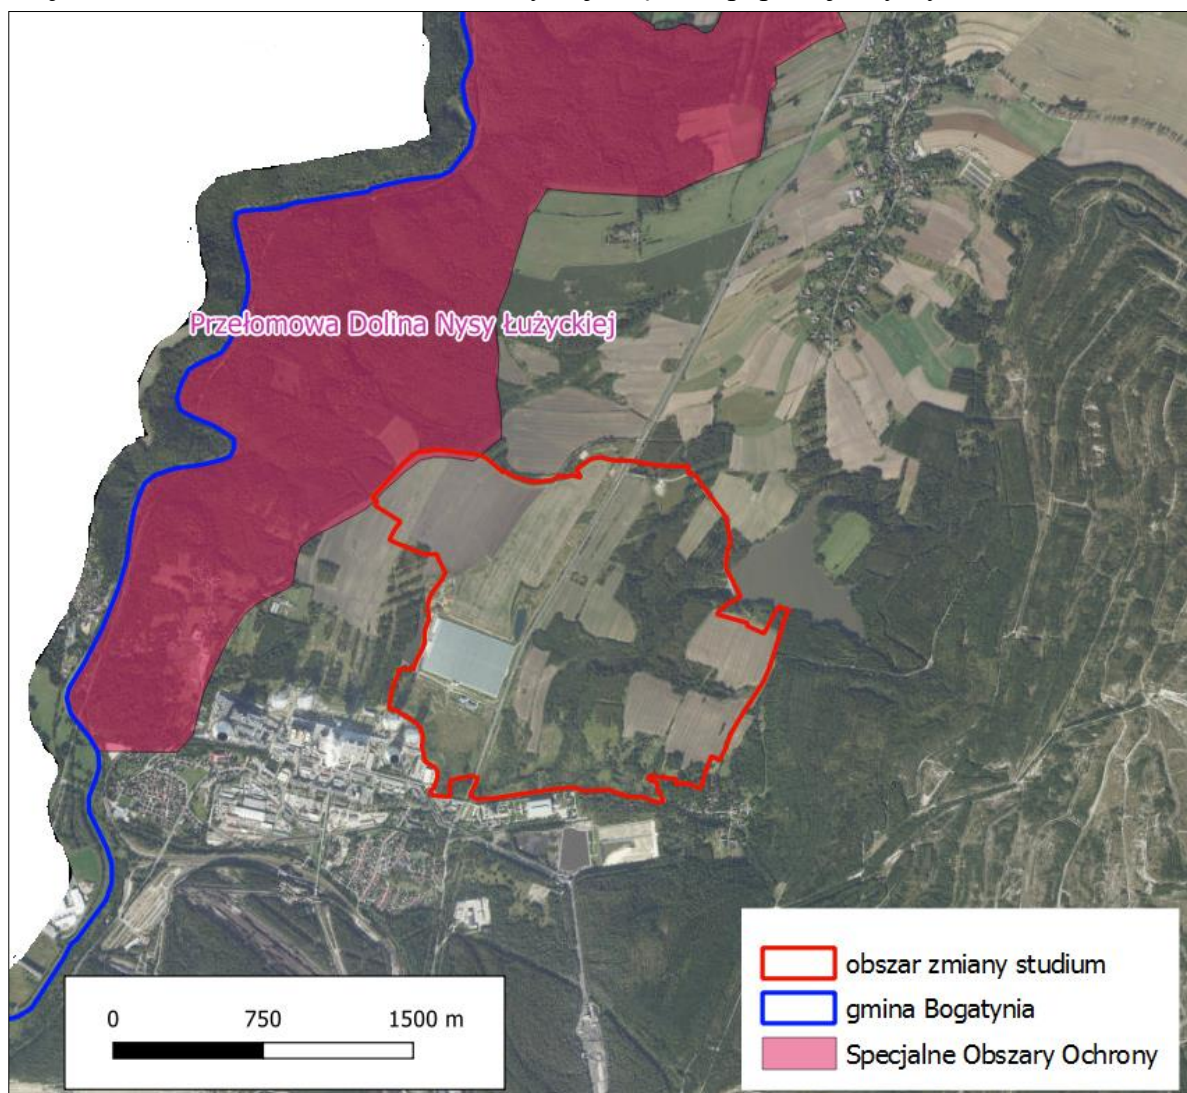 Przełomowa Dolina Nysy Łużyckiej
obszar zmiany studium
gmina Bogatynia
Specjalne Obszary Ochrony
0 750 1500 m